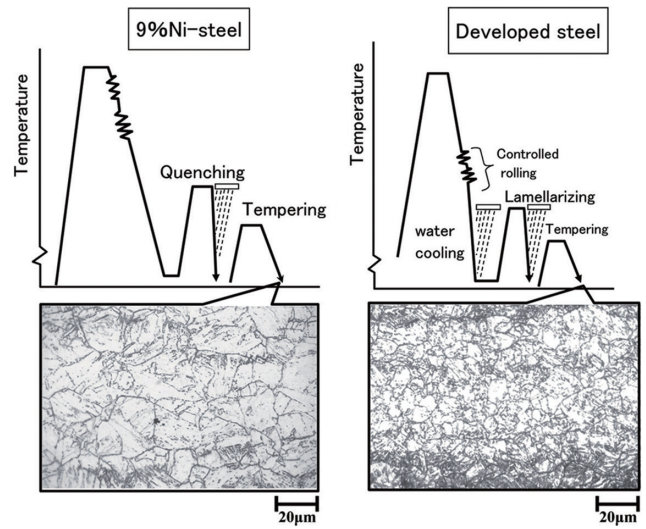 9%Ni-steel
Temperature
Quenching
Tempering
20μm
Developed steel
Temperature
Controlled
rolling
Lamellarizing
water
cooling
Tempering
20μm